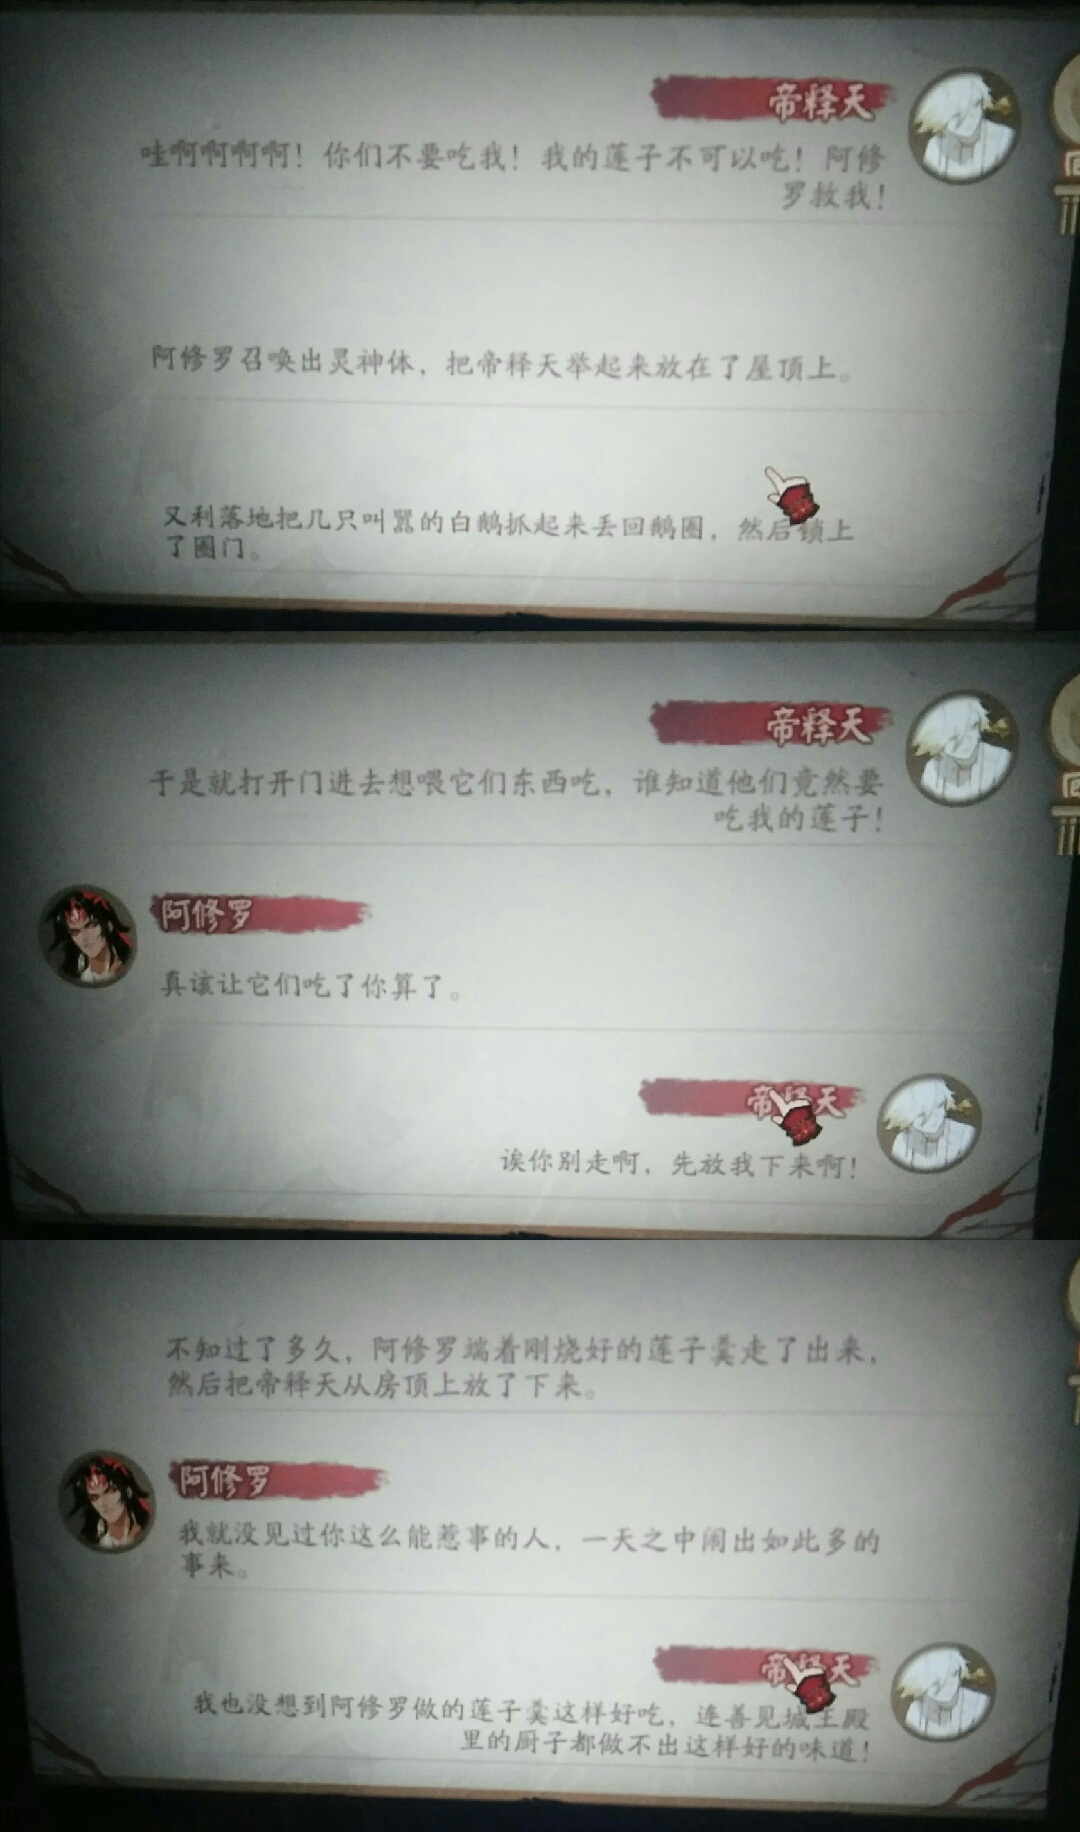 帝释天
哇啊啊啊啊！你们不要吃我！我的莲子不可以吃！阿修
罗救我！
阿修罗召唤出灵神体，把帝释天举起来放在了屋顶上。
又利落地把几只叫嚣的白鹅抓起来丢回鹅圈，然后锁上
了圈门。
帝释天
于是就打开门进去想喂它们东西吃，谁知道他们竟然要
吃我的莲子！
阿修罗
真该让它们吃了你算了。
帝释天
诶你别走啊，先放我下来啊！
不知过了多久，阿修罗端着刚烧好的莲子羹走了出来，
然后把帝释天从房顶上放了下来。
阿修罗
我就没见过你这么能惹事的人，一天之中闹出如此多的
事来。
帝释天
我也没想到阿修罗做的莲子羹这样好吃，连善见城王殿
里的厨子都做不出这样好的味道！